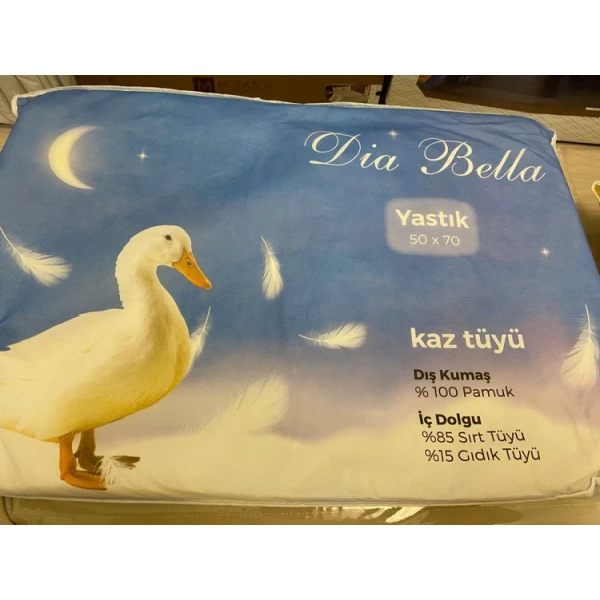 Dia Bella
Yastık
50 x 70
kaz tüyü
Dış Kumaş
% 100 Pamuk
İç Dolgu
%85 Sırt Tüyü
%15 Gıdık Tüyü